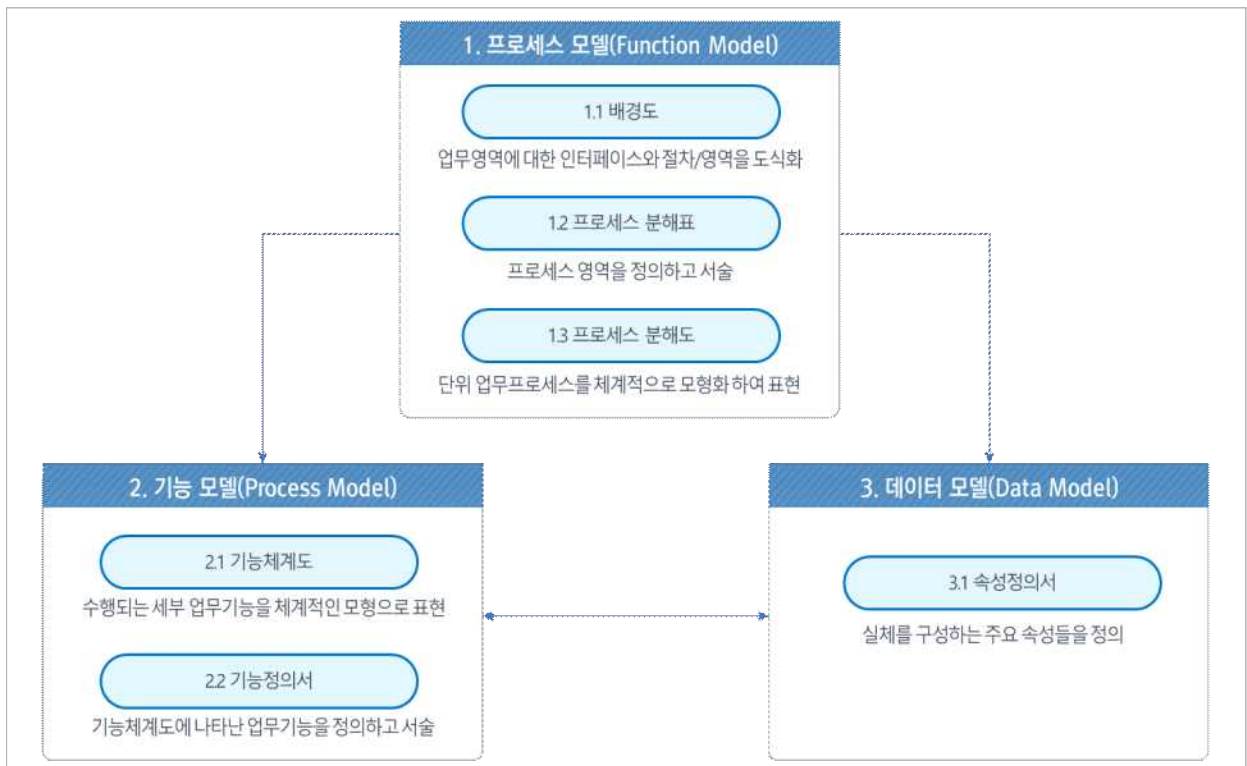 1. 프로세스 모델(Function Model)
1.1 배경도
업무영역에 대한 인터페이스와 절차/영역을 도식화
1.2 프로세스 분해표
프로세스 영역을 정의하고 서술
1.3 프로세스 분해도
단위 업무프로세스를 체계적으로 모형화 하여 표현
2. 기능 모델(Process Model)
2.1 기능체계도
수행되는 세부 업무기능을 체계적인 모형으로 표현
2.2 기능정의서
기능체계도에 나타난 업무기능을 정의하고 서술
3. 데이터 모델(Data Model)
3.1 속성정의서
실체를 구성하는 주요 속성들을 정의